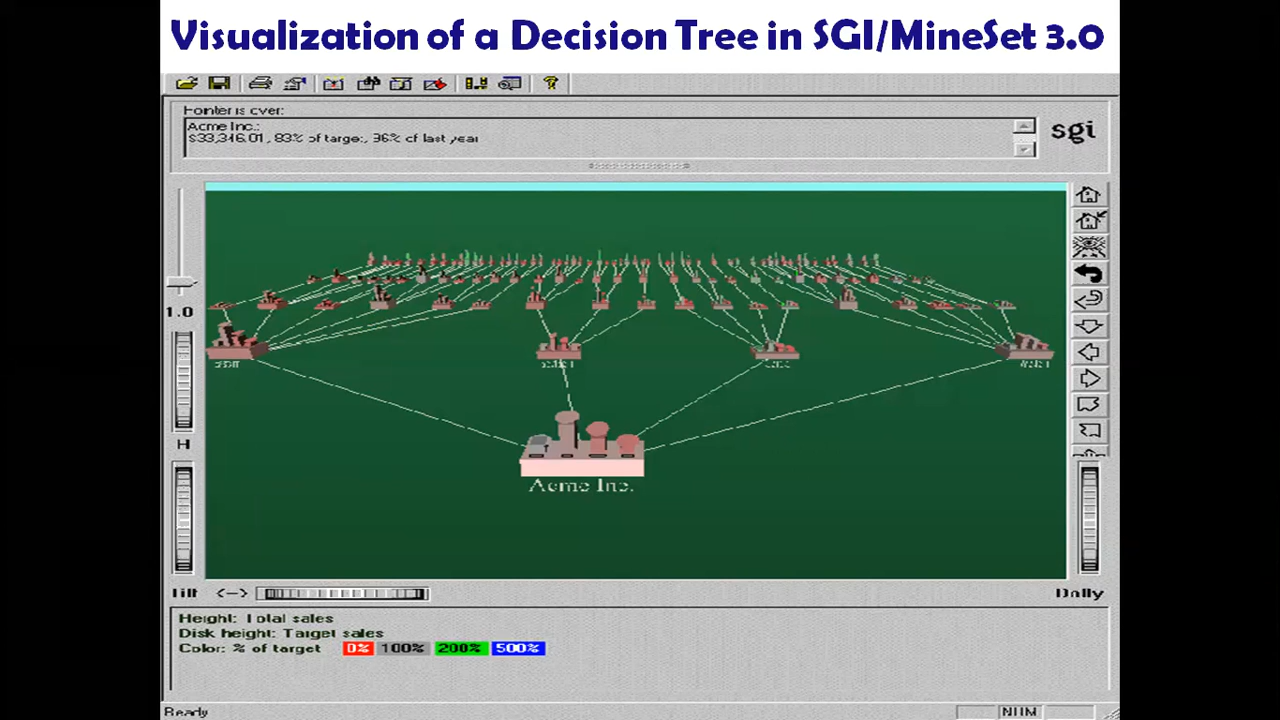 Visualization of a Decision Tree in SGI/MineSet 3.0
Pointer is over:
Acme Inc.:
$33,346.01, 83% of target, 96% of last year
sgi
1.0
H
Acme Inc.
Tilt <-->
Dolly
Height: Total sales
Disk height: Target sales
Color: % of target 0% 100% 200% 500%
Ready
NUM